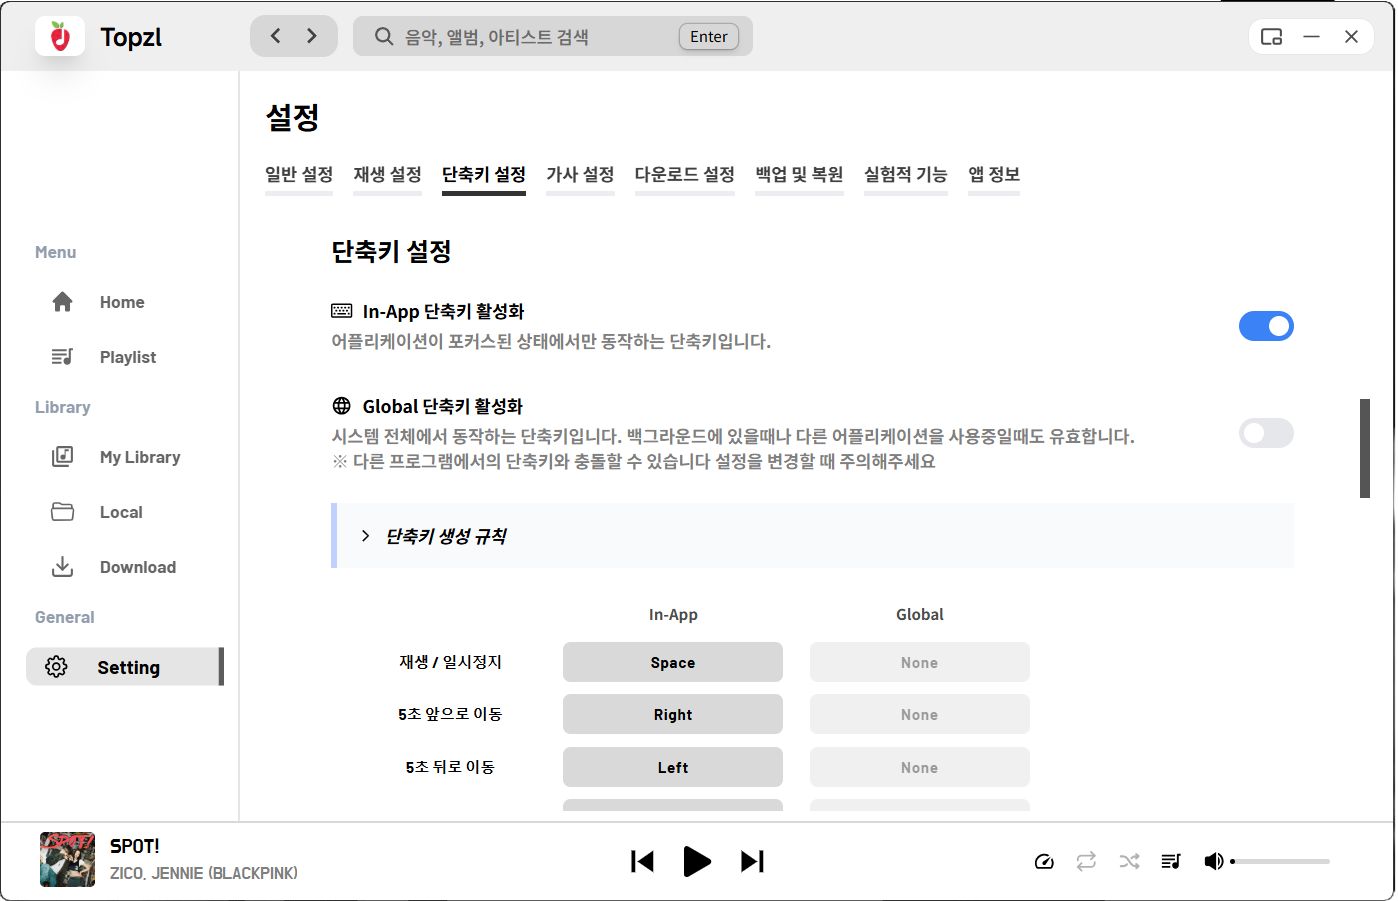 Topzl
음악, 앨범, 아티스트 검색
Enter
설정
일반 설정 재생 설정 단축키 설정 가사 설정 다운로드 설정 백업 및 복원 실험적 기능 앱 정보
Menu
Home
Playlist
Library
My Library
Local
Download
General
Setting
단축키 설정
In-App 단축키 활성화
어플리케이션이 포커스된 상태에서만 동작하는 단축키입니다.
Global 단축키 활성화
시스템 전체에서 동작하는 단축키입니다. 백그라운드에 있을때나 다른 어플리케이션을 사용중일때도 유효합니다.
※ 다른 프로그램에서의 단축키와 충돌할 수 있습니다 설정을 변경할 때 주의해주세요
단축키 생성 규칙
In-App Global
재생 / 일시정지 Space None
5초 앞으로 이동 Right None
5초 뒤로 이동 Left None
SPOT!
ZICO, JENNIE (BLACKPINK)